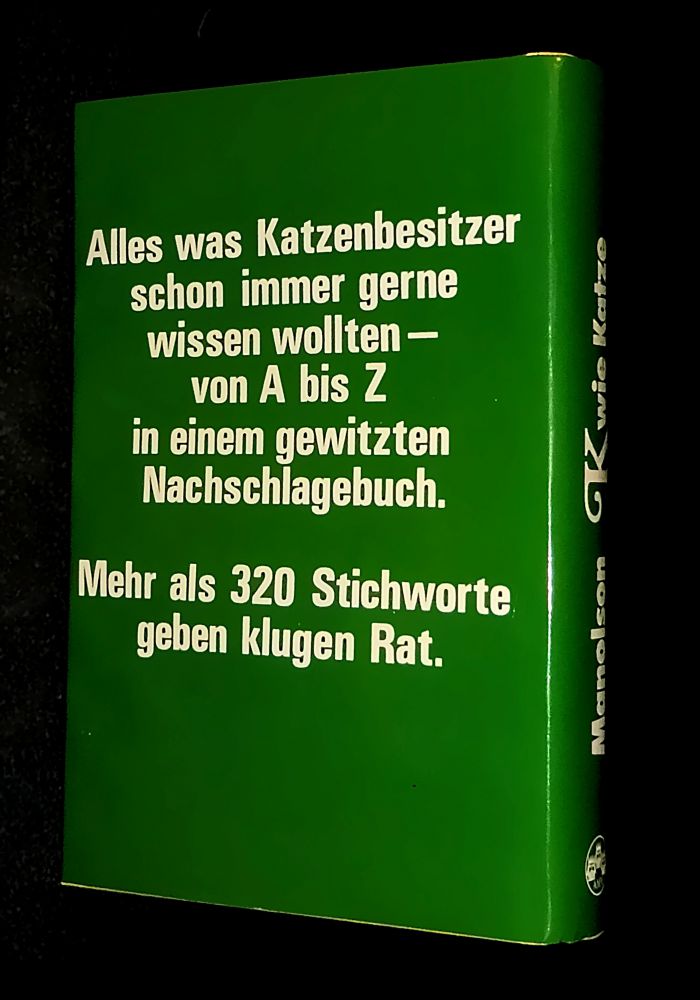 Alles was Katzenbesitzer
schon immer gerne
wissen wollten —
von A bis Z
in einem gewitzten
Nachschlagebuch.
Mehr als 320 Stichworte
geben klugen Rat.
Manolson K wie Katze